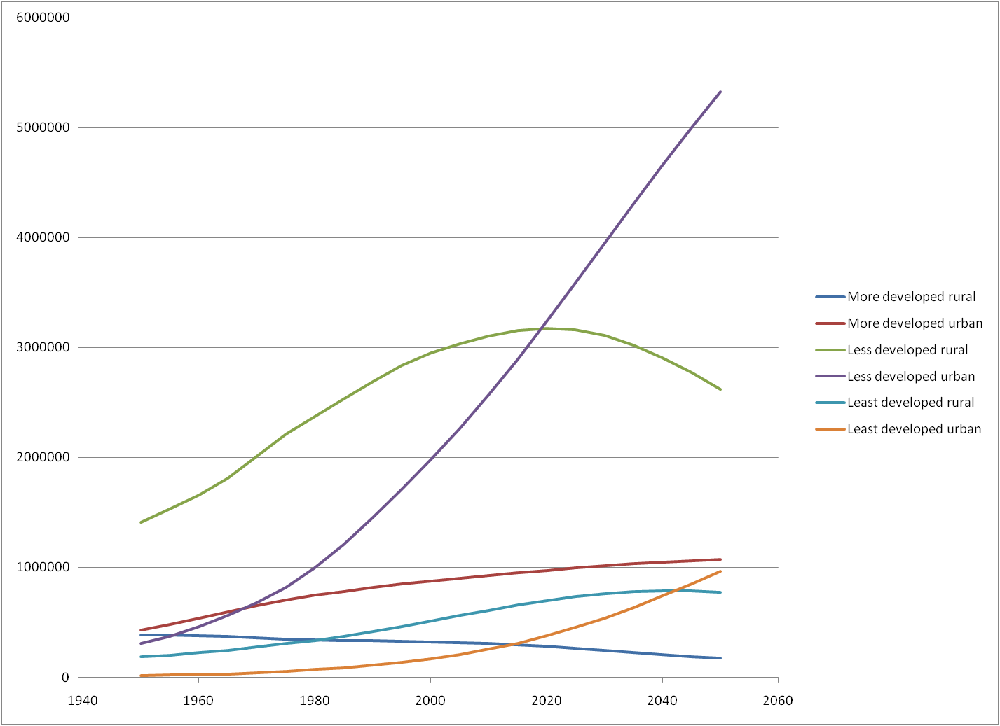 6000000
5000000
4000000
3000000
2000000
1000000
0
1940
1960
1980
2000
2020
2040
2060
More developed rural
More developed urban
Less developed rural
Less developed urban
Least developed rural
Least developed urban